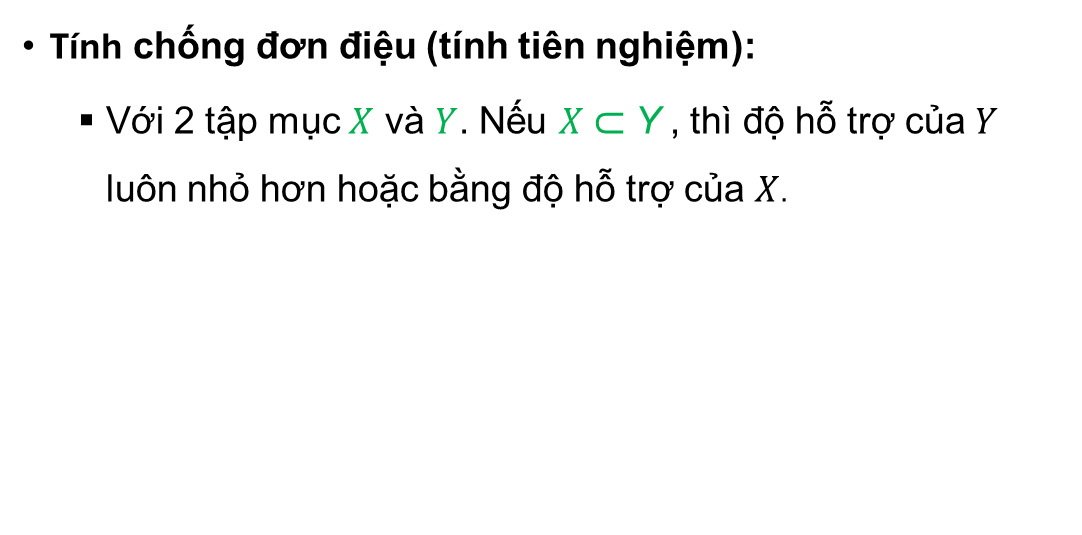 • Tính chống đơn điệu (tính tiên nghiệm):
▪ Với 2 tập mục X và Y. Nếu X ⊂ Y , thì độ hỗ trợ của Y
luôn nhỏ hơn hoặc bằng độ hỗ trợ của X.